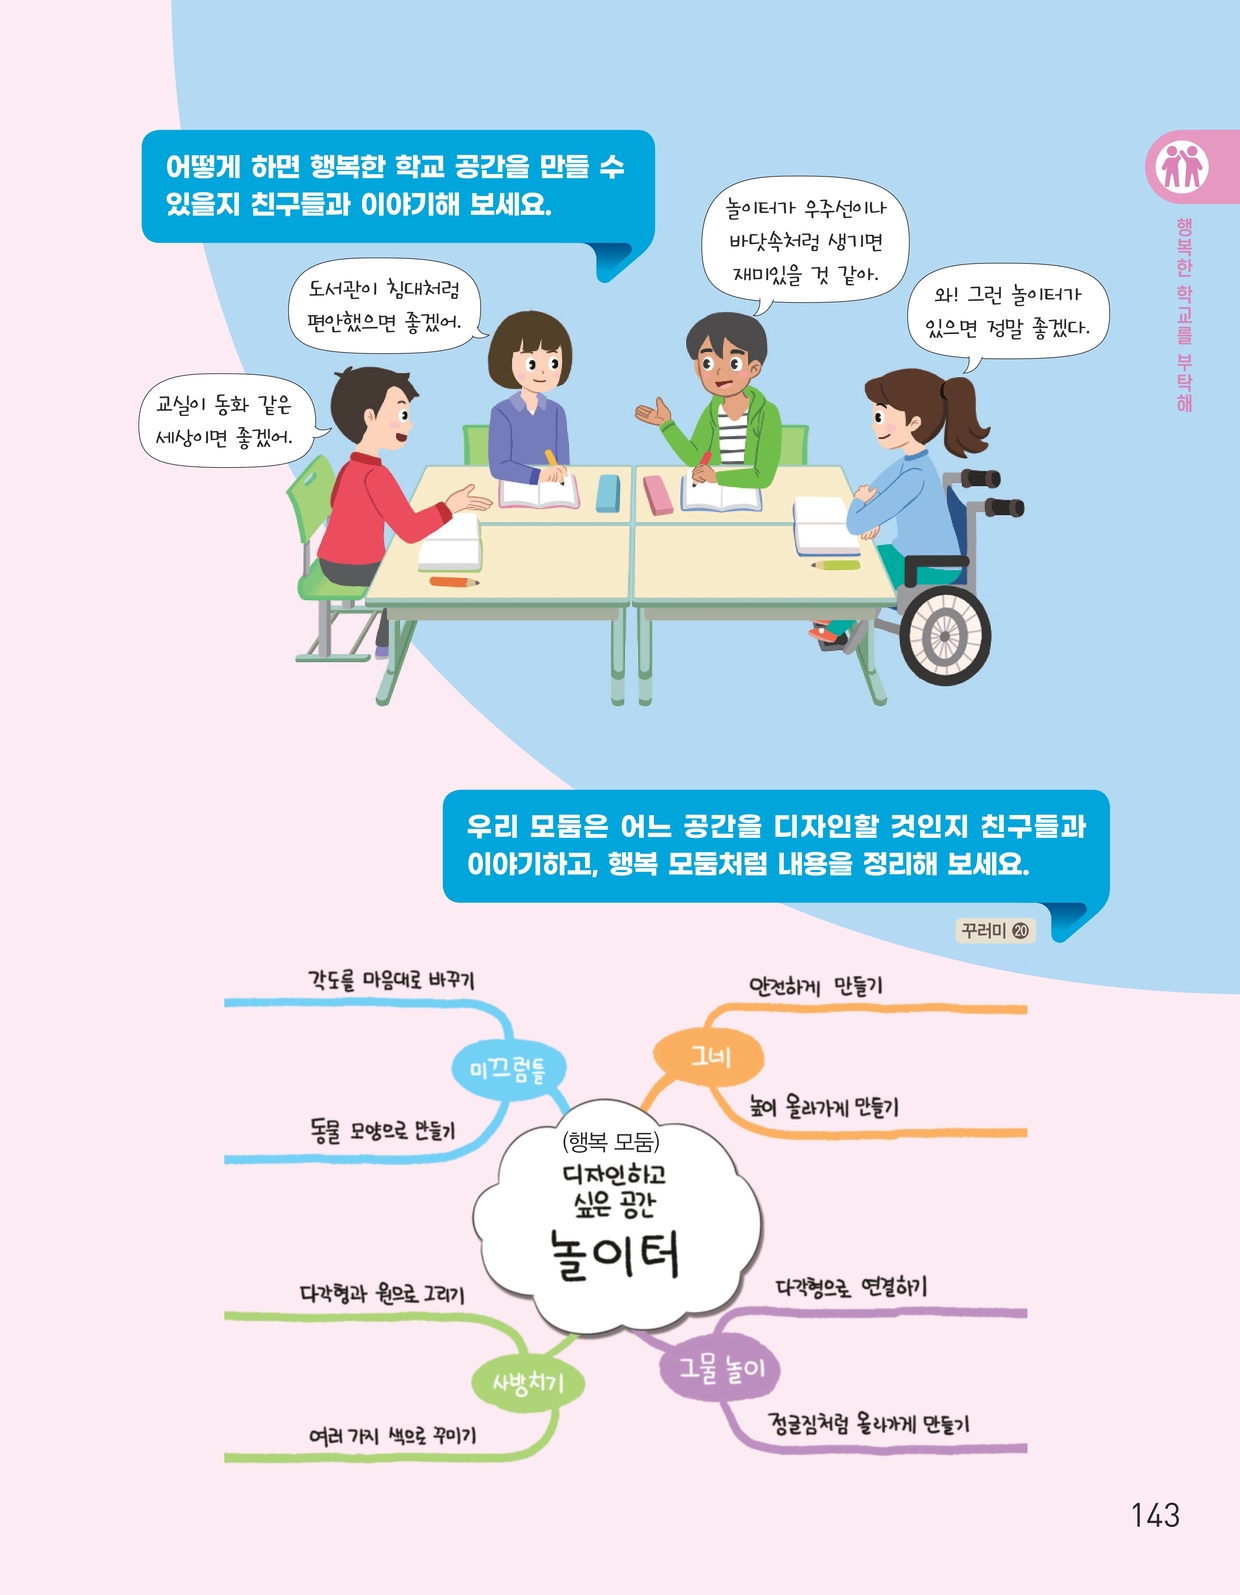 어떻게 하면 행복한 학교 공간을 만들 수
있을지 친구들과 이야기해 보세요.
놀이터가 우주선이나
바닷속처럼 생기면
재미있을 것 같아.
도서관이 침대처럼
편안했으면 좋겠어.
와! 그런 놀이터가
있으면 정말 좋겠다.
교실이 동화 같은
세상이면 좋겠어.
행복한 학교를 부탁해
우리 모둠은 어느 공간을 디자인할 것인지 친구들과
이야기하고, 행복 모둠처럼 내용을 정리해 보세요.
꾸러미 20
각도를 마음대로 바꾸기
미끄럼틀
동물 모양으로 만들기
안전하게 만들기
그네
높이 올라가게 만들기
(행복 모둠)
디자인하고
싶은 공간
놀이터
다각형과 원으로 그리기
사방치기
여러 가지 색으로 꾸미기
다각형으로 연결하기
그물 놀이
정글짐처럼 올라가게 만들기
143